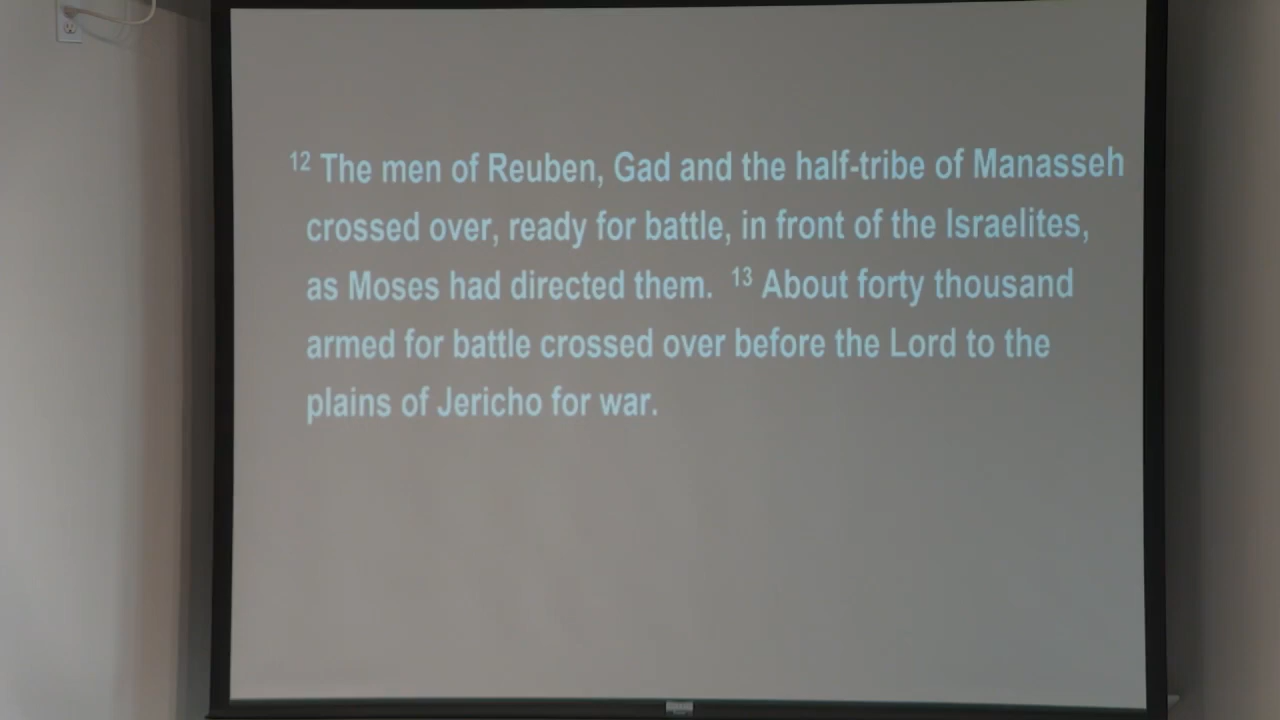 12 The men of Reuben, Gad and the half-tribe of Manasseh
crossed over, ready for battle, in front of the Israelites,
as Moses had directed them. 13 About forty thousand
armed for battle crossed over before the Lord to the
plains of Jericho for war.